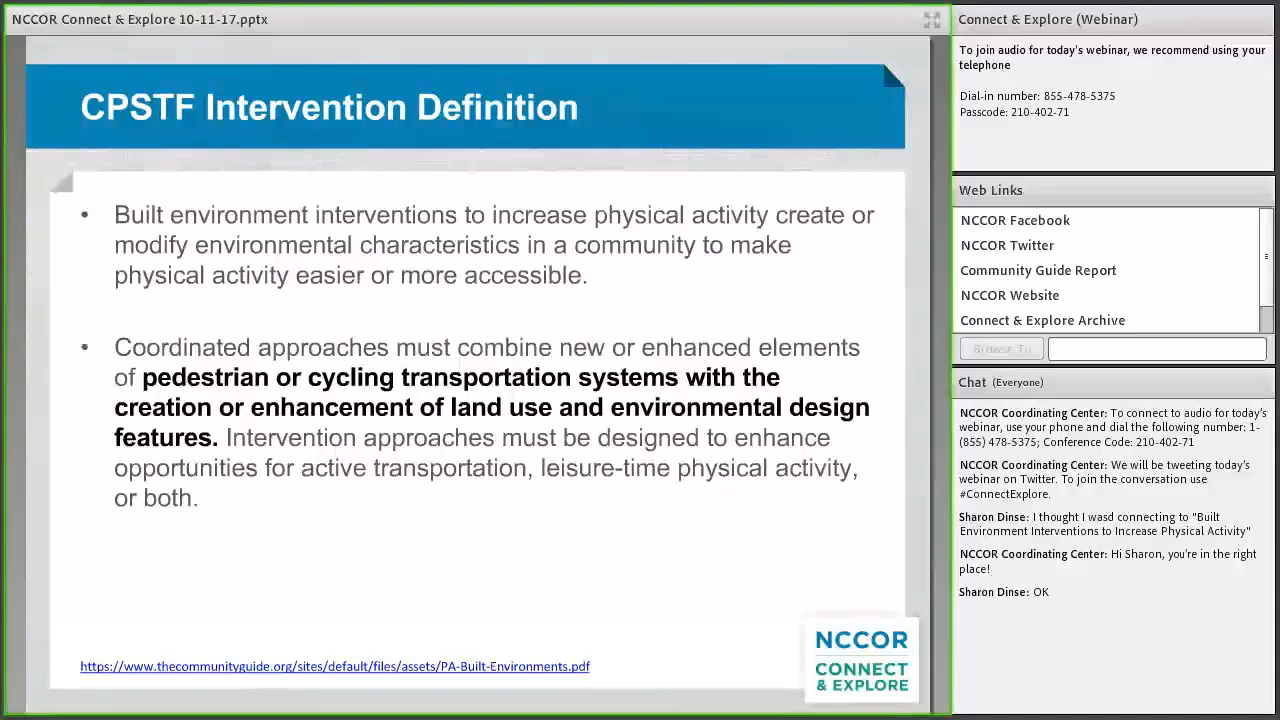 NCCOR Connect & Explore 10-11-17.pptx
CPSTF Intervention Definition
• Built environment interventions to increase physical activity create or
modify environmental characteristics in a community to make
physical activity easier or more accessible.
• Coordinated approaches must combine new or enhanced elements
of pedestrian or cycling transportation systems with the
creation or enhancement of land use and environmental design
features. Intervention approaches must be designed to enhance
opportunities for active transportation, leisure-time physical activity,
or both.
https://www.thecommunityguide.org/sites/default/files/assets/PA-Built-Environments.pdf
NCCOR
CONNECT
& EXPLORE
Connect & Explore (Webinar)
To join audio for today's webinar, we recommend using your
telephone
Dial-in number: 855-478-5375
Passcode: 210-402-71
Web Links
NCCOR Facebook
NCCOR Twitter
Community Guide Report
NCCOR Website
Connect & Explore Archive
Browse To
Chat (Everyone)
NCCOR Coordinating Center: To connect to audio for today's
webinar, use your phone and dial the following number: 1-
(855) 478-5375; Conference Code: 210-402-71
NCCOR Coordinating Center: We will be tweeting today's
webinar on Twitter. To join the conversation use
#ConnectExplore.
Sharon Dinse: I thought I wasd connecting to "Built
Environment Interventions to Increase Physical Activity"
NCCOR Coordinating Center: Hi Sharon, you're in the right
place!
Sharon Dinse: OK